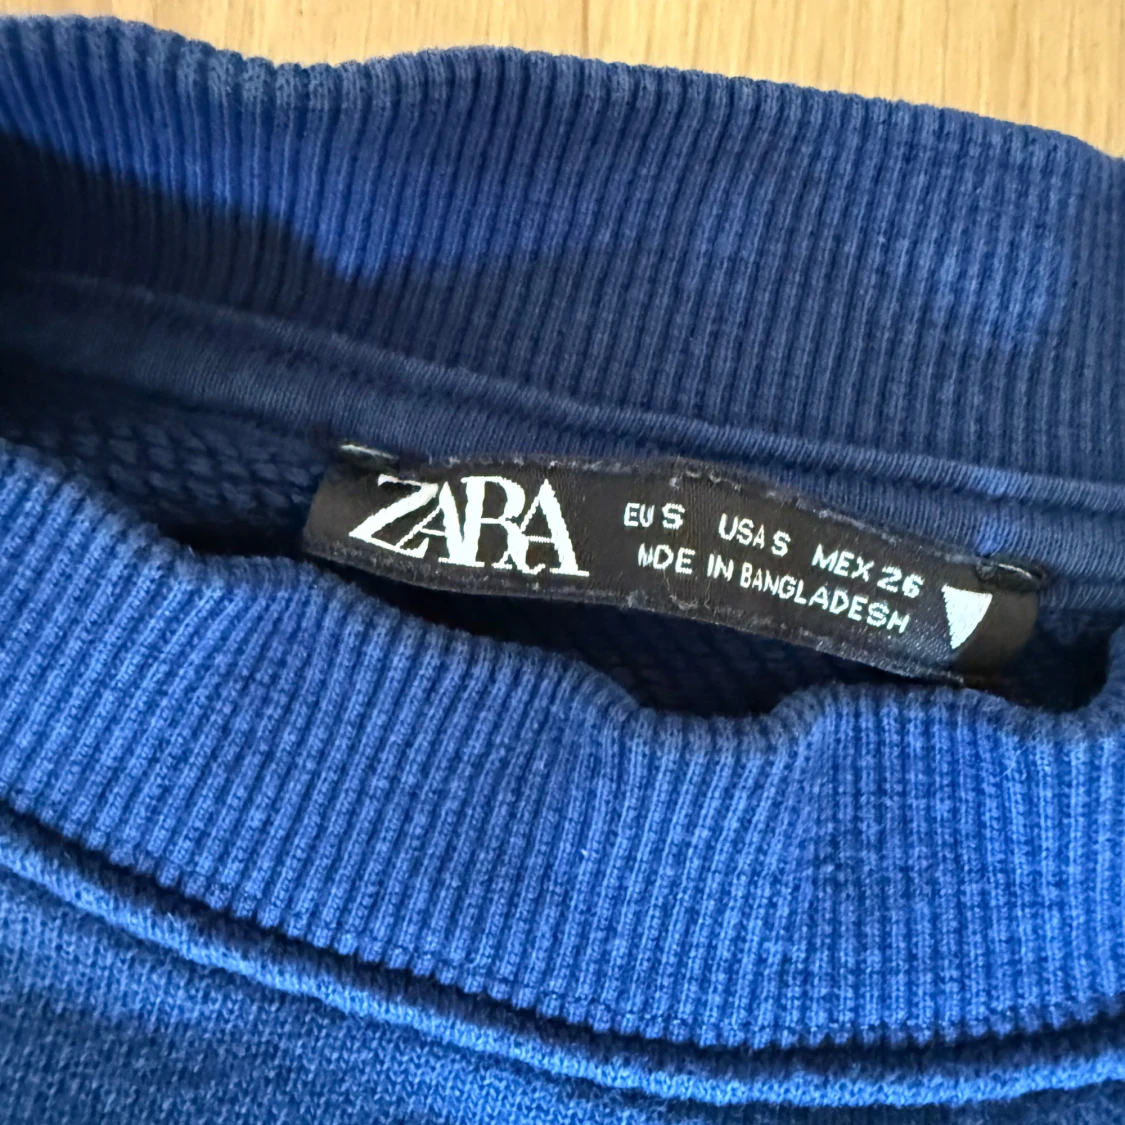 ZARA
EU S USA S MEX 26
MDE IN BANGLADESH